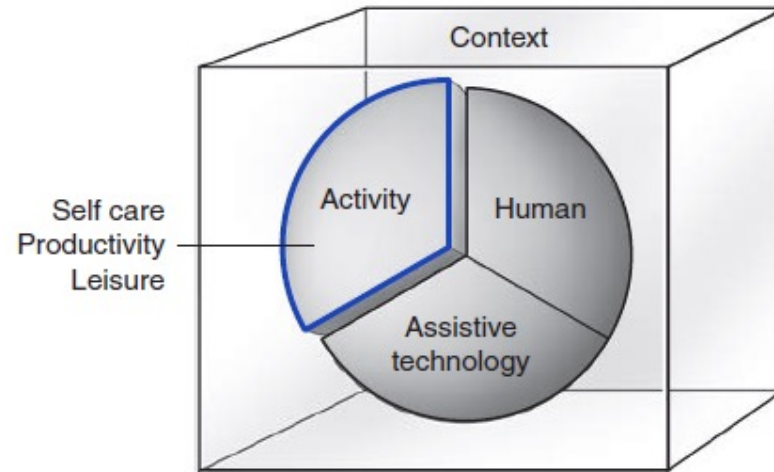 Context
Activity
Human
Self care
Productivity
Leisure
Assistive
technology